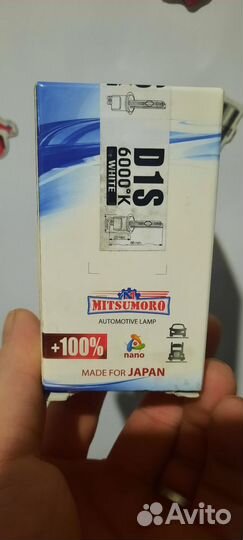 D1S
6000°K
WHITE
MITSUMORO
AUTOMOTIVE LAMP
+100%
nano
MADE FOR JAPAN
Avito